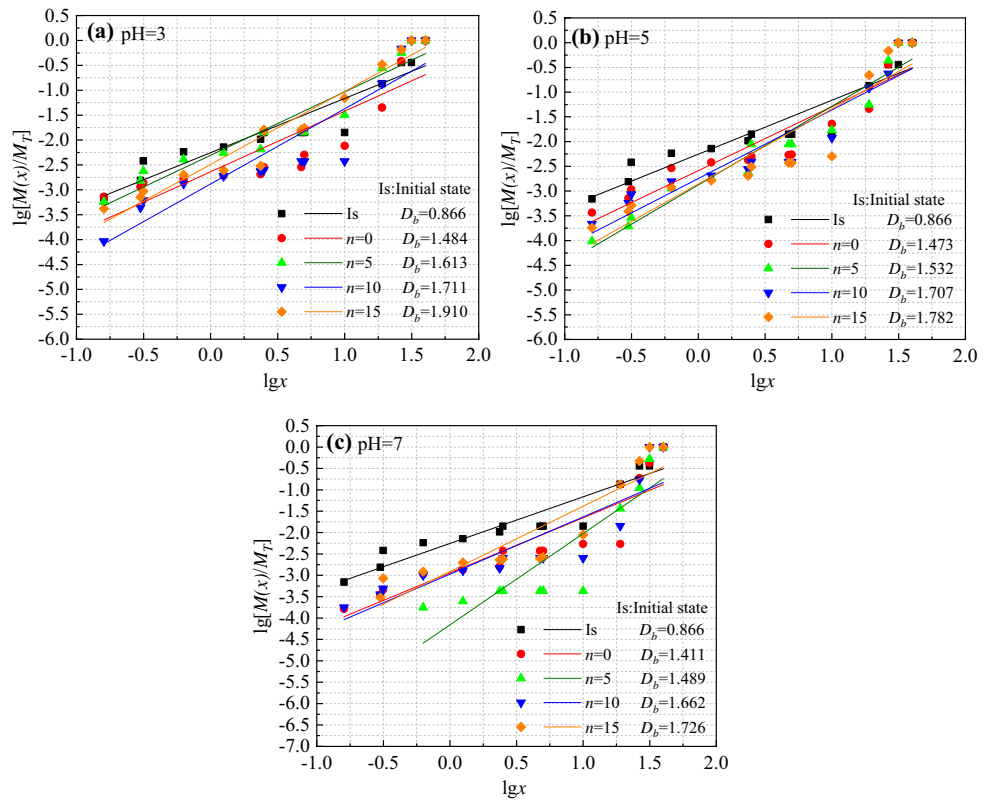 (a) pH=3
lg[M(x)/M_T]
0.5
0.0
-0.5
-1.0
-1.5
-2.0
-2.5
-3.0
-3.5
-4.0
-4.5
-5.0
-5.5
-6.0
Is:Initial state
Is D_b=0.866
n=0 D_b=1.484
n=5 D_b=1.613
n=10 D_b=1.711
n=15 D_b=1.910
-1.0 -0.5 0.0 0.5 1.0 1.5 2.0
lgx
(b) pH=5
lg[M(x)/M_T]
0.5
0.0
-0.5
-1.0
-1.5
-2.0
-2.5
-3.0
-3.5
-4.0
-4.5
-5.0
-5.5
-6.0
Is:Initial state
Is D_b=0.866
n=0 D_b=1.473
n=5 D_b=1.532
n=10 D_b=1.707
n=15 D_b=1.782
-1.0 -0.5 0.0 0.5 1.0 1.5 2.0
lgx
(c) pH=7
lg[M(x)/M_T]
0.5
0.0
-0.5
-1.0
-1.5
-2.0
-2.5
-3.0
-3.5
-4.0
-4.5
-5.0
-5.5
-6.0
-6.5
-7.0
Is:Initial state
Is D_b=0.866
n=0 D_b=1.411
n=5 D_b=1.489
n=10 D_b=1.662
n=15 D_b=1.726
-1.0 -0.5 0.0 0.5 1.0 1.5 2.0
lgx